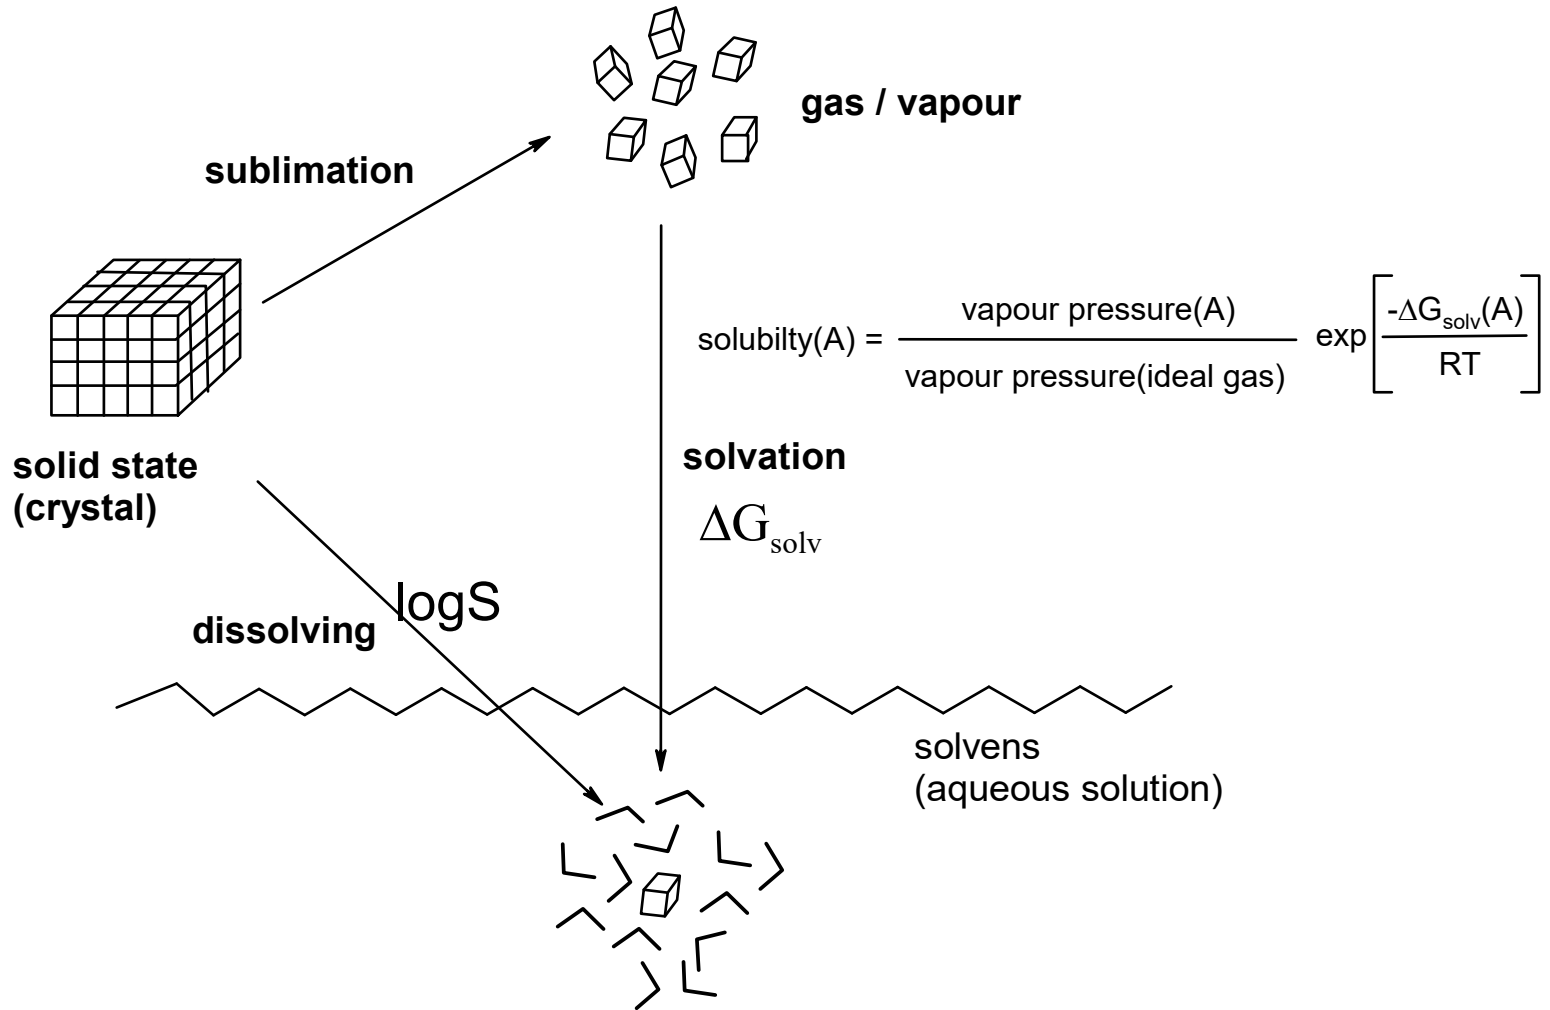 gas / vapour
sublimation
solubilty(A) = vapour pressure(A) / vapour pressure(ideal gas) exp[-ΔGsolv(A) / RT]
solid state
(crystal)
solvation
ΔGsolv
logS
dissolving
solvens
(aqueous solution)